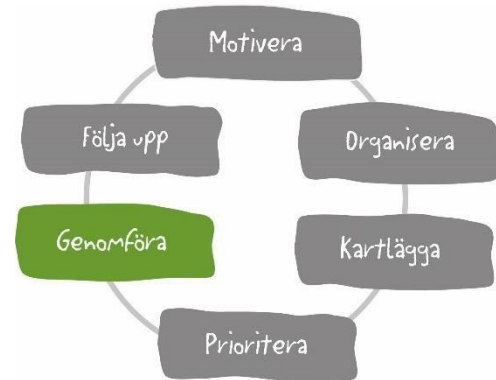 Motivera
Organisera
Kartlägga
Prioritera
Genomföra
Följa upp